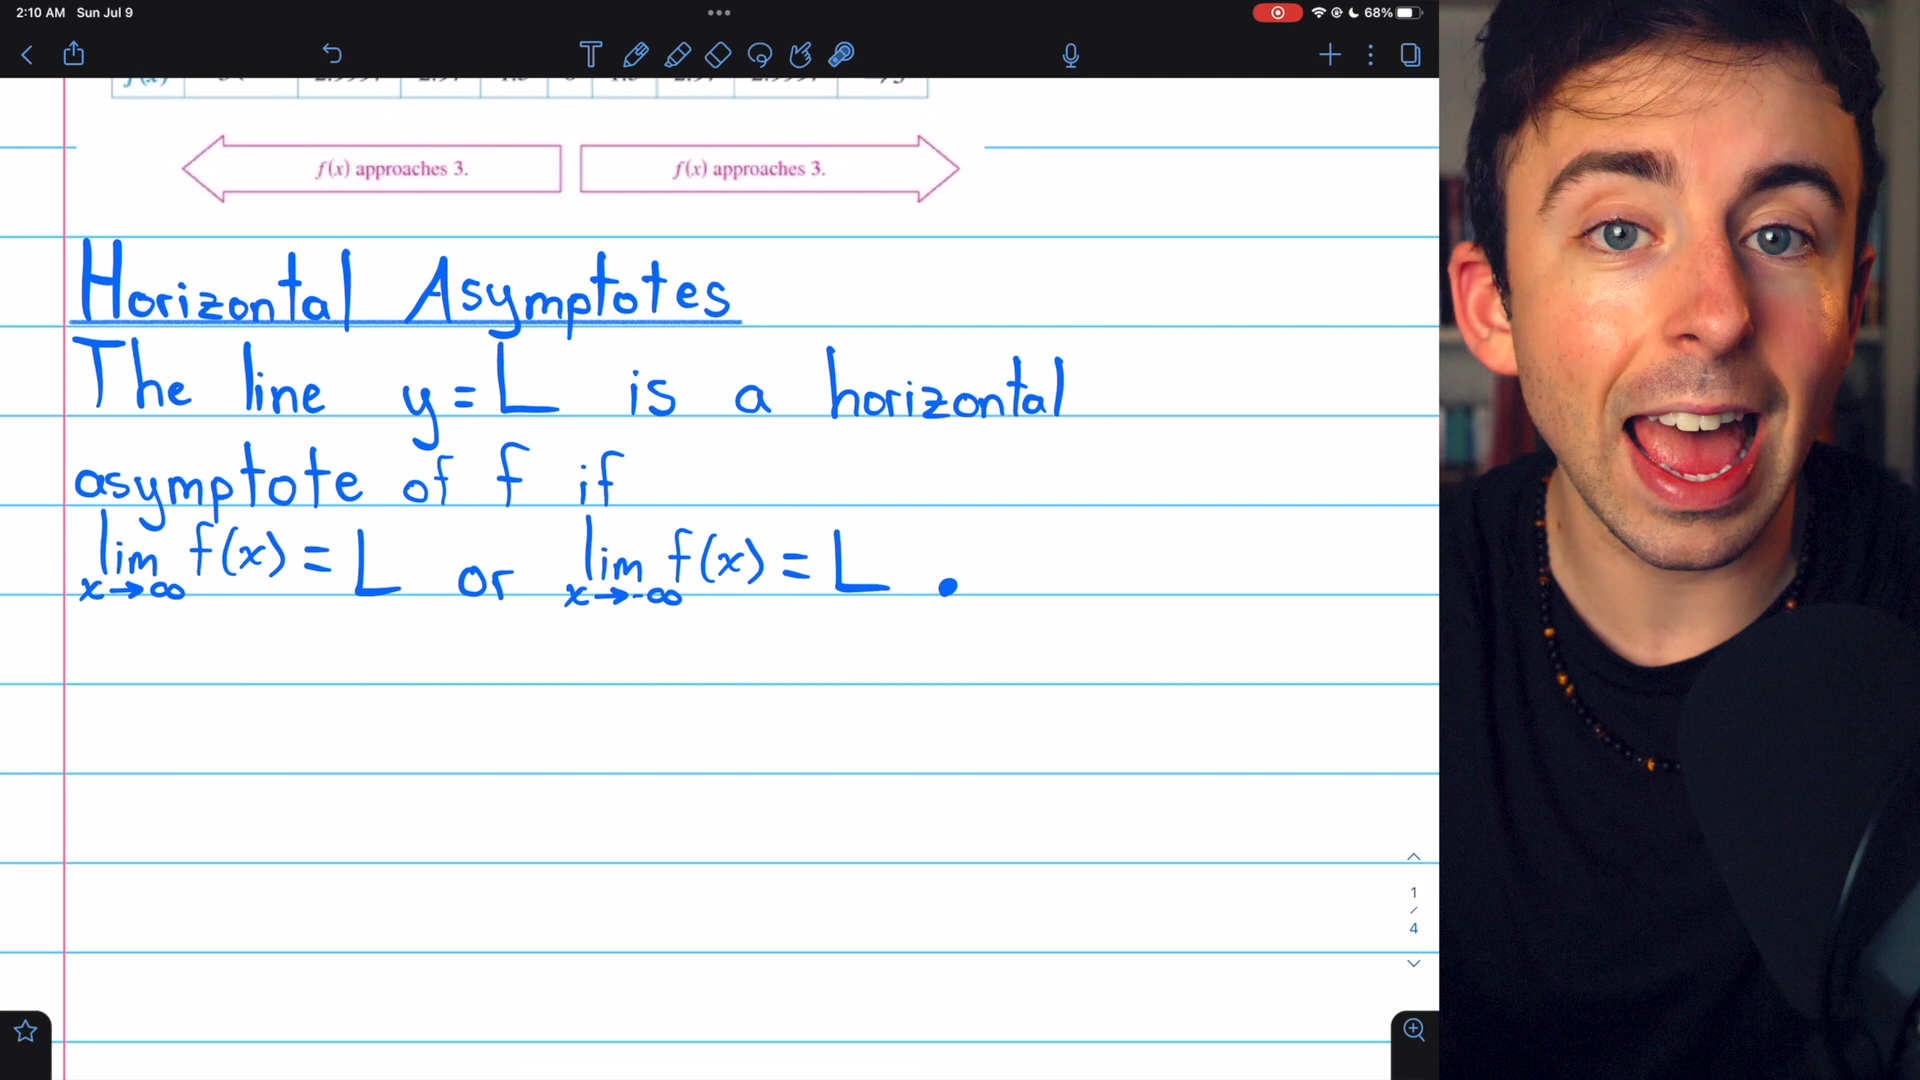 2:10 AM Sun Jul 9
68%
f(x) approaches 3. f(x) approaches 3.
Horizontal Asymptotes
The line y=L is a horizontal
asymptote of f if
lim x→∞ f(x) = L or lim x→-∞ f(x) = L .
1
/
4